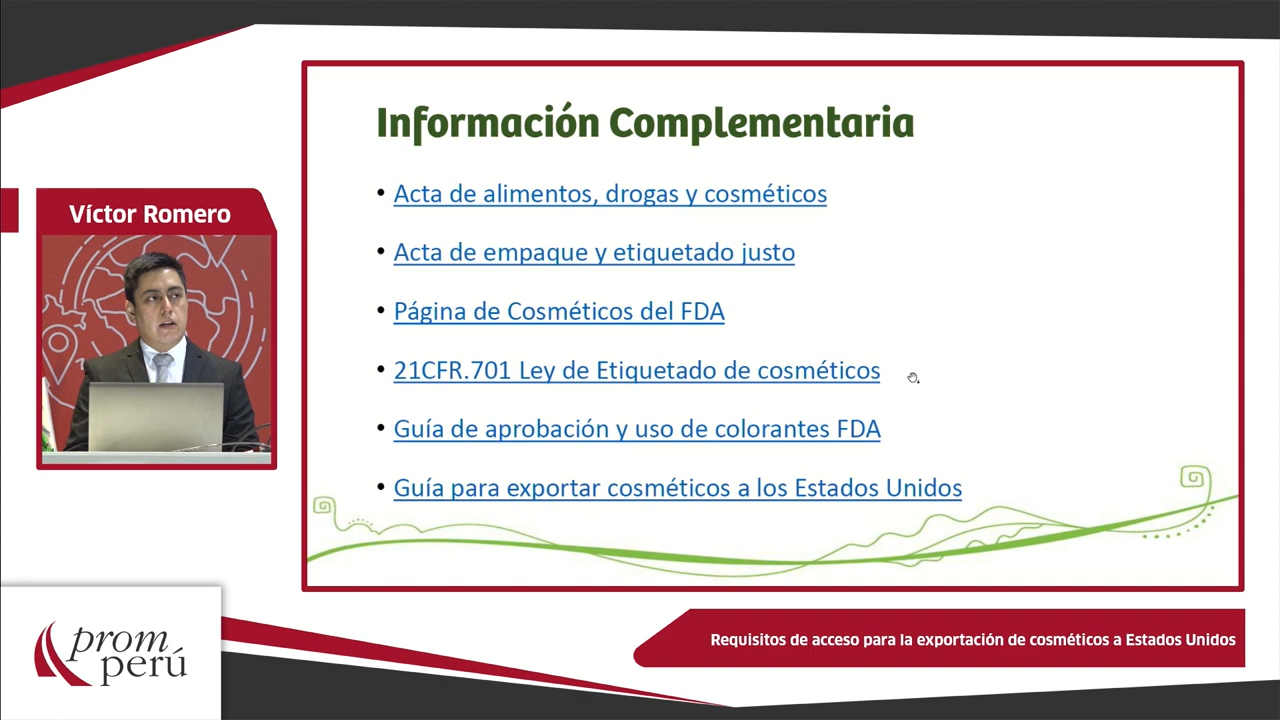 Información Complementaria
Víctor Romero
• Acta de alimentos, drogas y cosméticos
• Acta de empaque y etiquetado justo
• Página de Cosméticos del FDA
• 21CFR.701 Ley de Etiquetado de cosméticos
• Guía de aprobación y uso de colorantes FDA
• Guía para exportar cosméticos a los Estados Unidos
prom
perú
Requisitos de acceso para la exportación de cosméticos a Estados Unidos